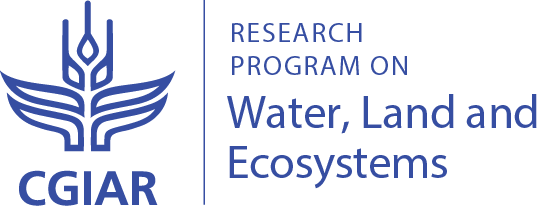 CGIAR
RESEARCH
PROGRAM ON
Water, Land and
Ecosystems